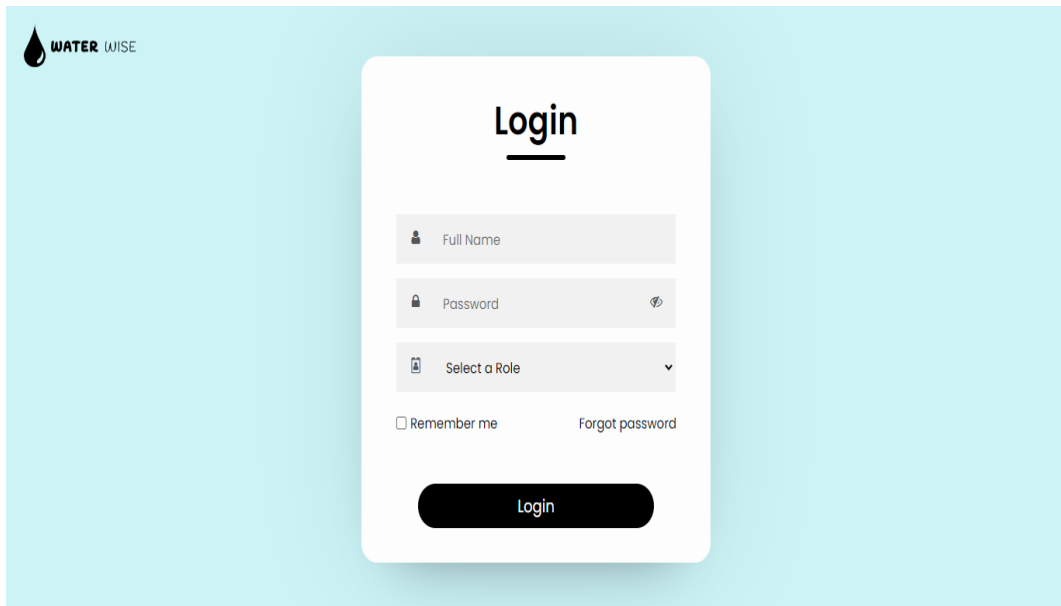 WATER WISE
Login
Full Name
Password
Select a Role
Remember me Forgot password
Login